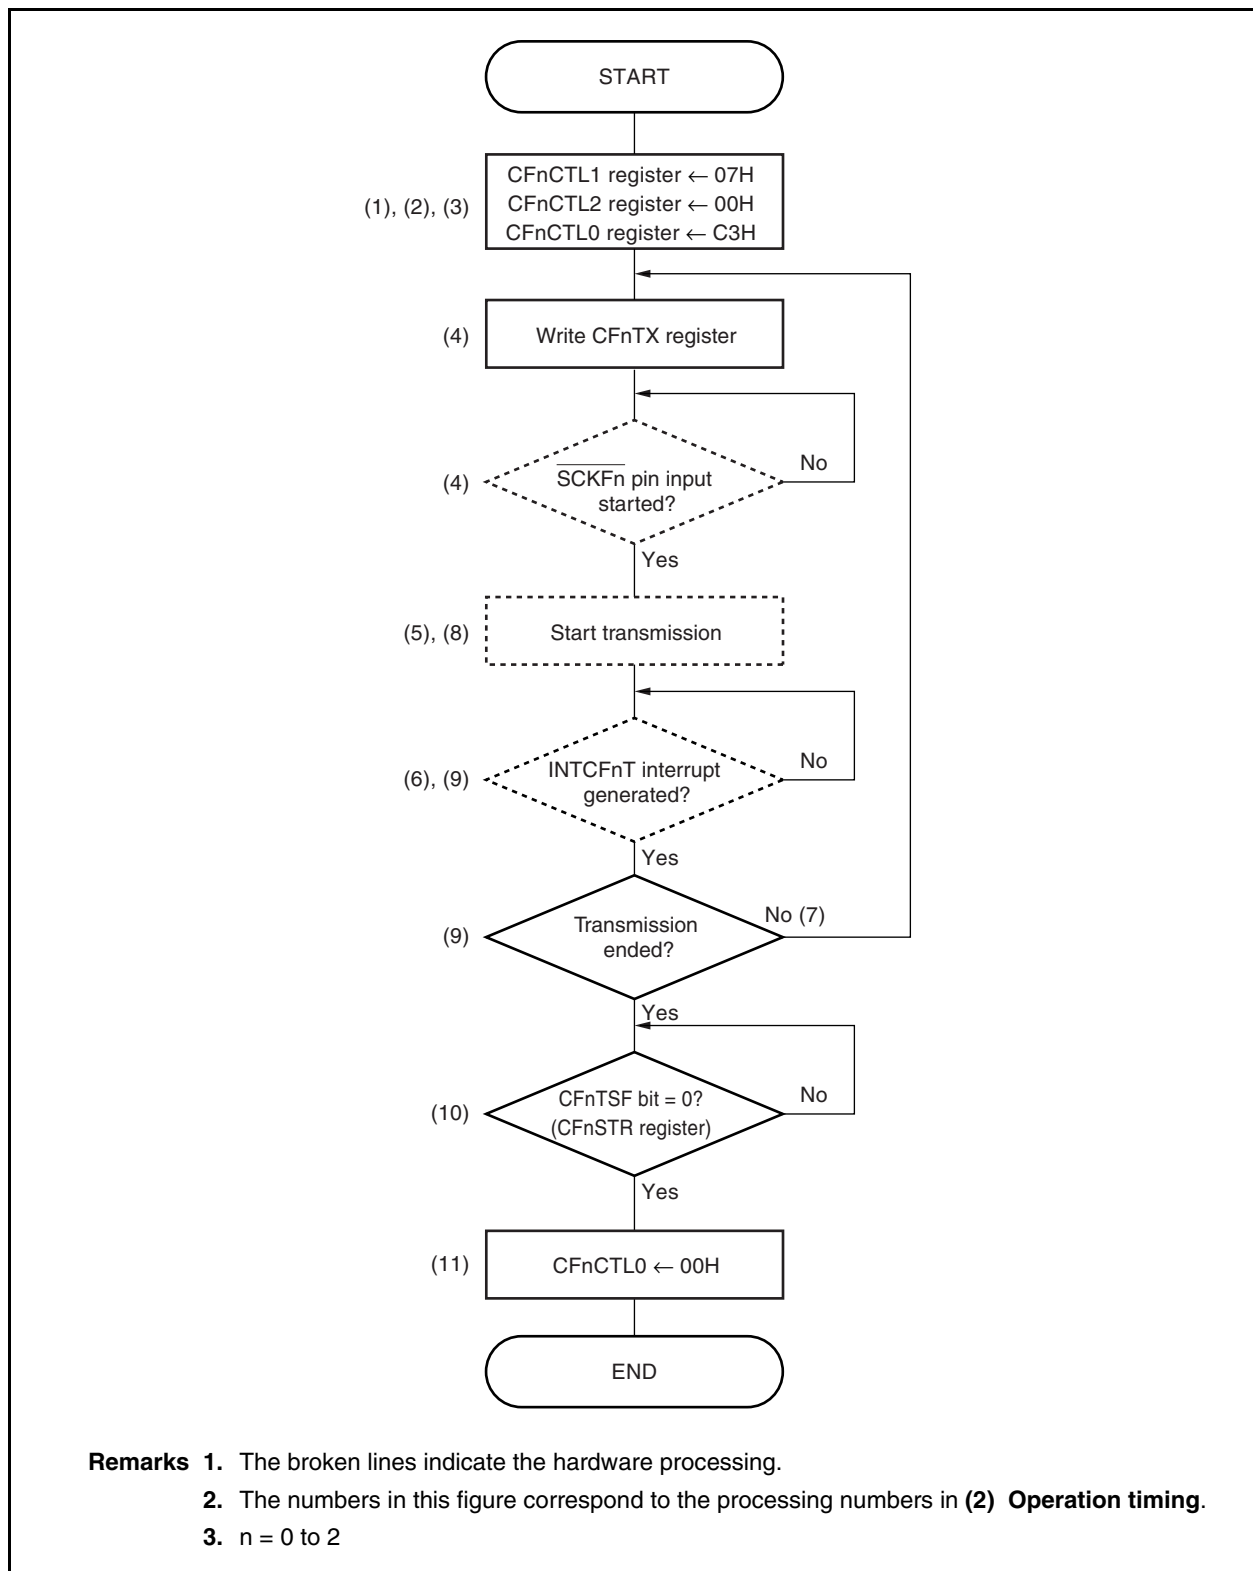 START
(1), (2), (3)
CFnCTL1 register ← 07H
CFnCTL2 register ← 00H
CFnCTL0 register ← C3H
(4)
Write CFnTX register
(4)
SCKFn pin input
started?
No
Yes
(5), (8)
Start transmission
(6), (9)
INTCFnT interrupt
generated?
No
Yes
(9)
Transmission
ended?
No (7)
Yes
(10)
CFnTSF bit = 0?
(CFnSTR register)
No
Yes
(11)
CFnCTL0 ← 00H
END
Remarks 1. The broken lines indicate the hardware processing.
2. The numbers in this figure correspond to the processing numbers in (2) Operation timing.
3. n = 0 to 2